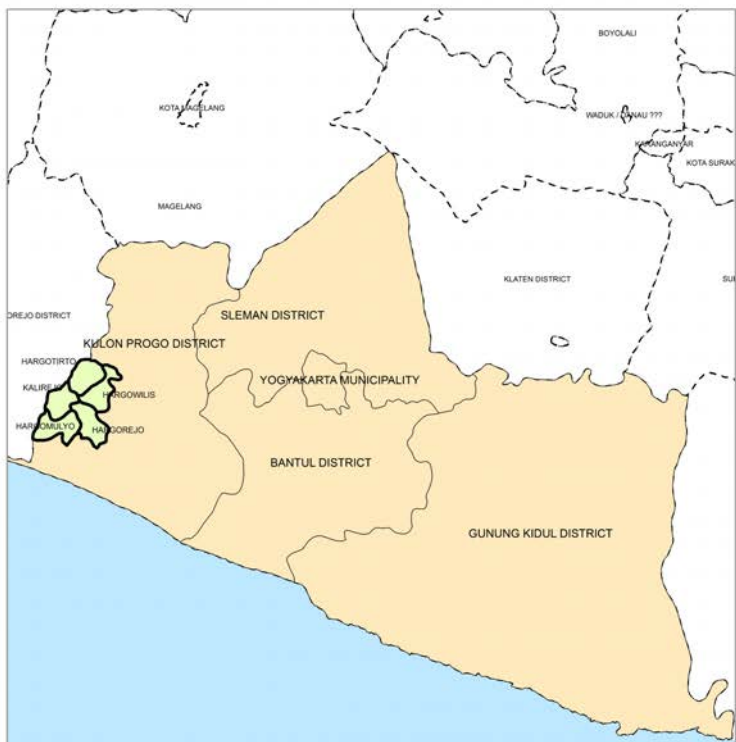 BOYOLALI
KOTA MAGELANG
WADUK / DANAU ???
KARANGANYAR
KOTA SURAK
MAGELANG
KLATEN DISTRICT
SU
OREJO DISTRICT
SLEMAN DISTRICT
KULON PROGO DISTRICT
HARGOTIRTO
YOGYAKARTA MUNICIPALITY
HARGOWILIS
HARGOMULYO
HARGOREJO
BANTUL DISTRICT
GUNUNG KIDUL DISTRICT